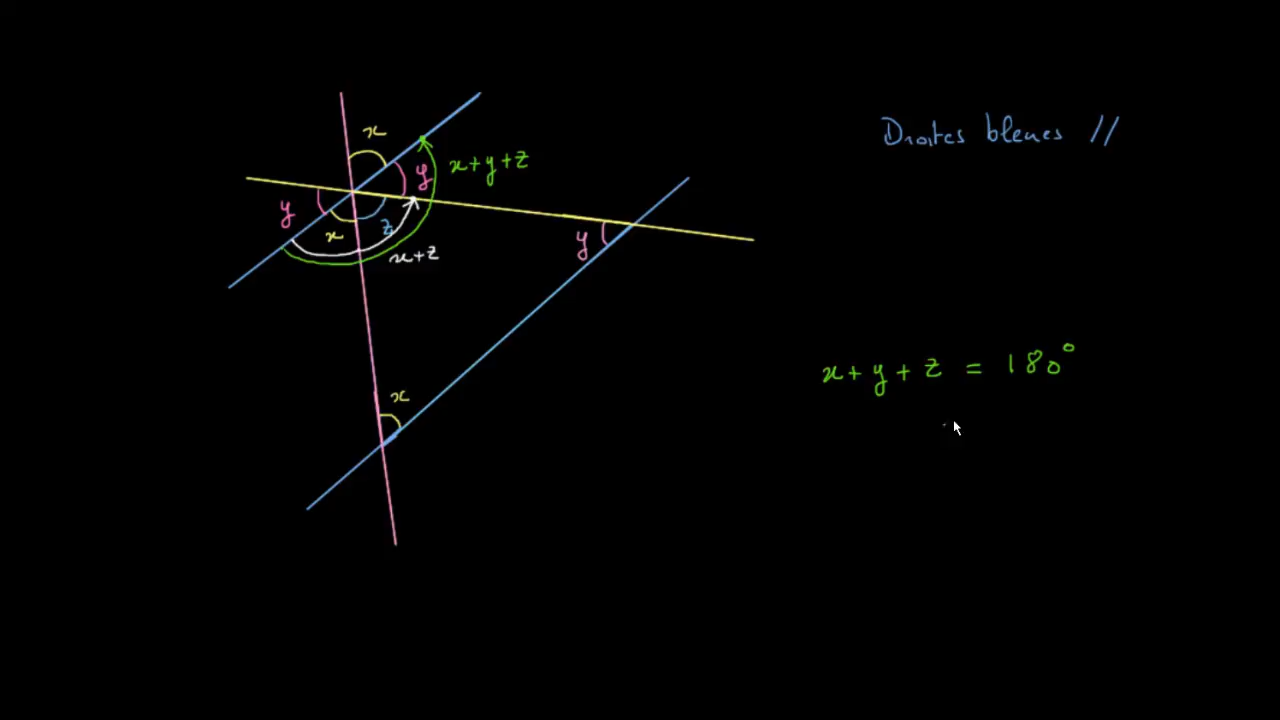 Droites bleues //
x
x+y+z
y
y
x
z
y
x+z
x+y+z = 180°
x